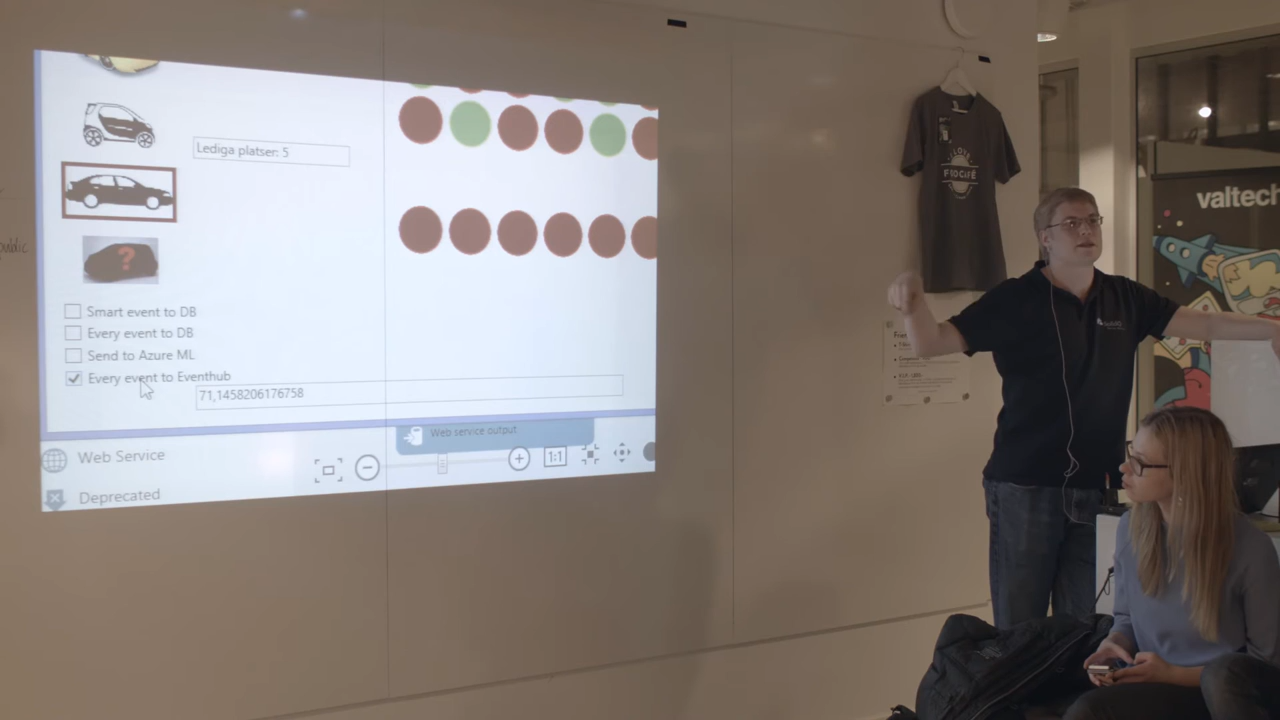 Lediga platser: 5
?
Smart event to DB
Every event to DB
Send to Azure ML
Every event to Eventhub
71,1458206176758
Web service output
1:1
Web Service
Deprecated
I LOVE
valtech